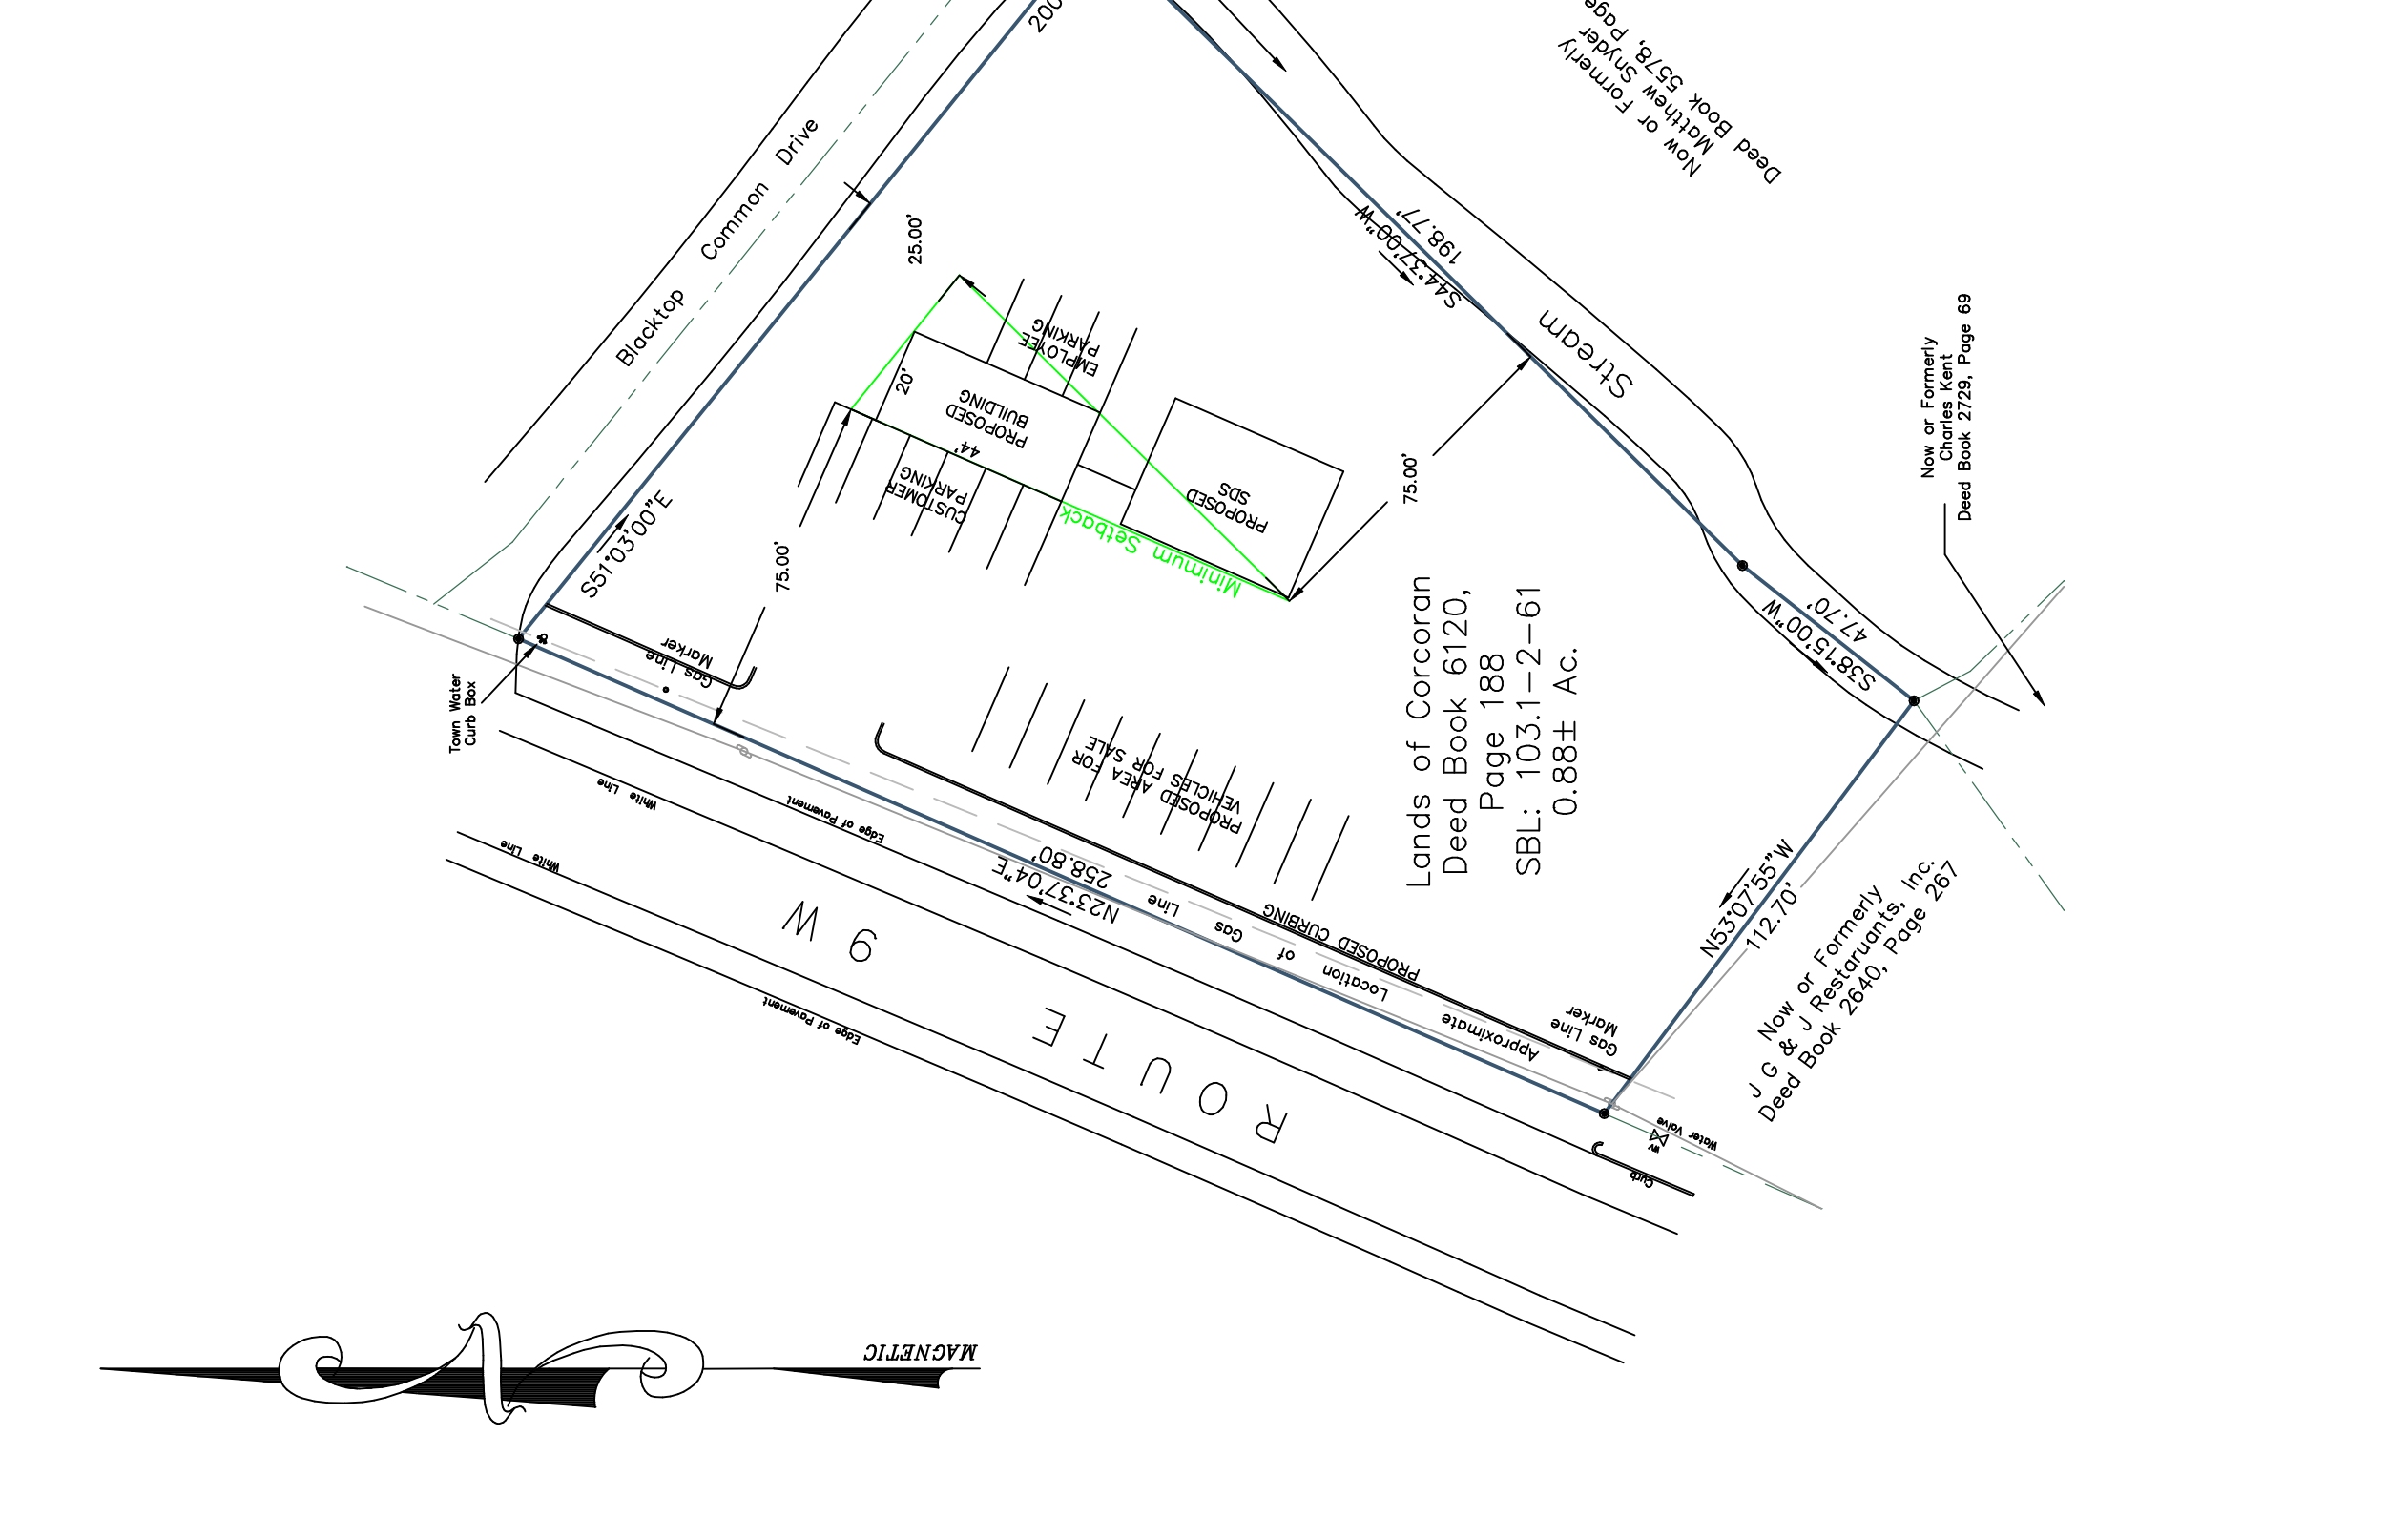 200
Blacktop Common Drive
25.00'
Now or Formerly
Matthew Snyder
Deed Book 5578, Page
S44°37'00"W
198.77'
Stream
Now or Formerly
Charles Kent
Deed Book 2729, Page 69
EMPLOYEE
PARKING
20'
PROPOSED
BUILDING
44'
CUSTOMER
PARKING
PROPOSED
SDS
Minimum Setback
75.00'
75.00'
S51°03'00"E
Town Water
Curb Box
Gas Line
Marker
Lands of Corcoran
Deed Book 6120,
Page 188
SBL: 103.1-2-61
0.88± Ac.
S38°15'00"W
47.70'
PROPOSED AREA FOR
VEHICLES FOR SALE
White Line
Edge of Pavement
White Line
N23°37'04"E
258.80'
PROPOSED CURBING
Approximate Location of Gas Line
Gas Line
Marker
N53°07'55"W
112.70'
Now or Formerly
J G & J Restaruants, Inc.
Deed Book 2640, Page 267
ROUTE 9W
Edge of Pavement
Water Valve
WV
Curb
MAGNETIC
N